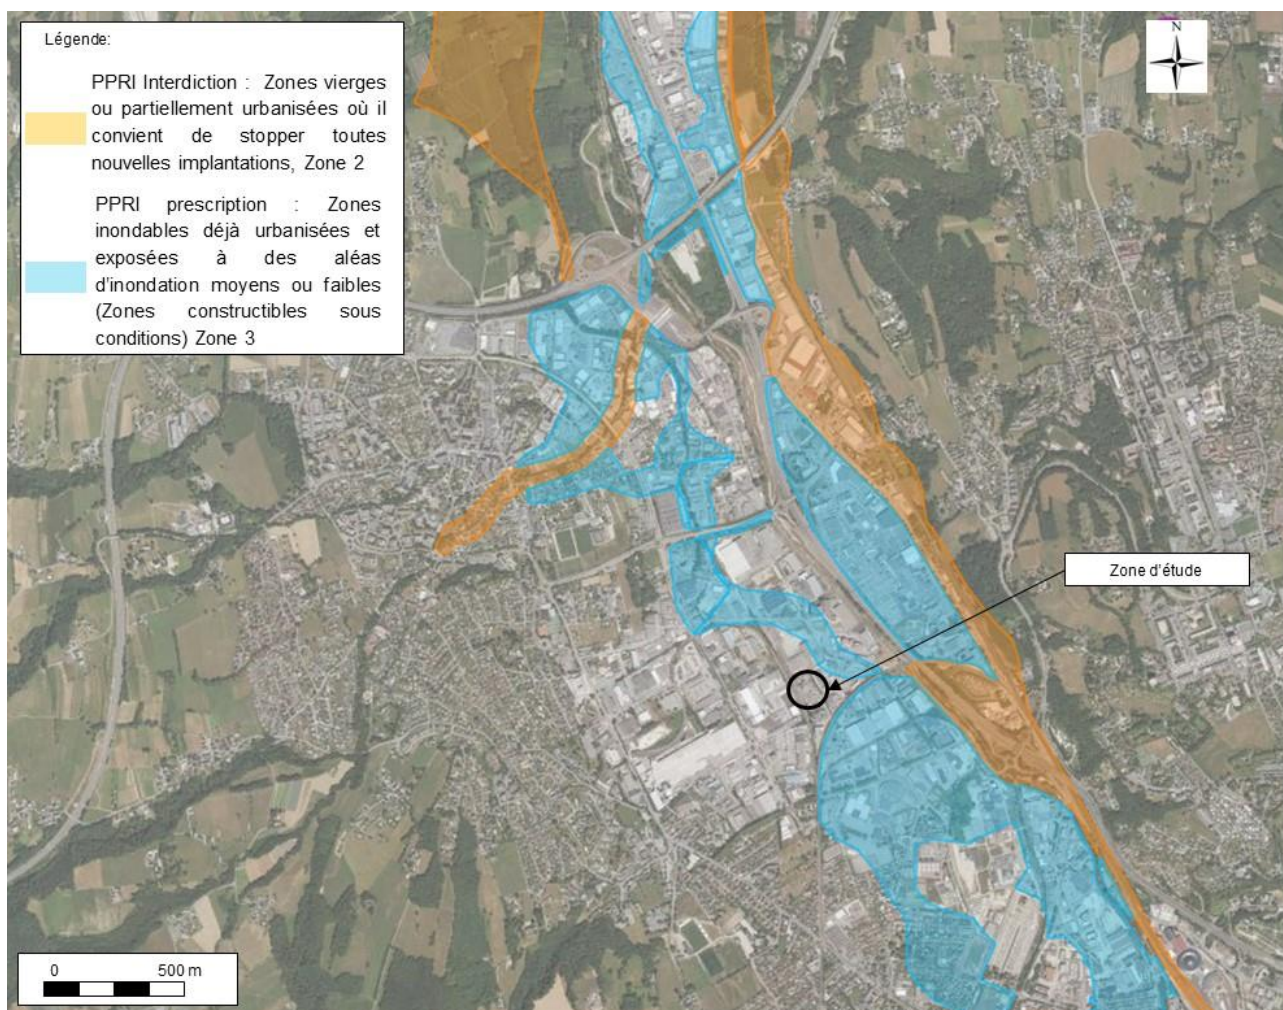 Légende:
N
PPRI Interdiction : Zones vierges
ou partiellement urbanisées où il
convient de stopper toutes
nouvelles implantations, Zone 2
PPRI prescription : Zones
inondables déjà urbanisées et
exposées à des aléas
d'inondation moyens ou faibles
(Zones constructibles sous
conditions) Zone 3
Zone d'étude
0 500 m